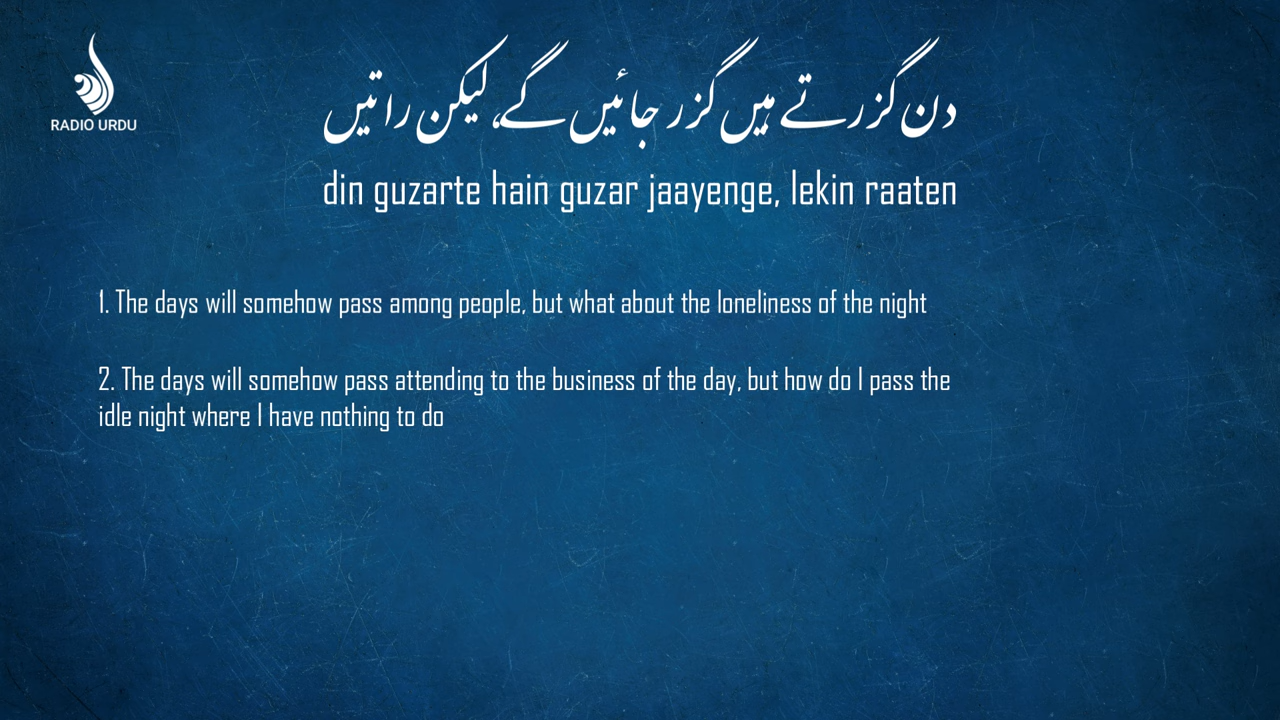 RADIO URDU
دن گزرتے ہیں گزر جائیں گے، لیکن راتیں
din guzarte hain guzar jaayenge, lekin raaten
1. The days will somehow pass among people, but what about the loneliness of the night
2. The days will somehow pass attending to the business of the day, but how do I pass the
idle night where I have nothing to do